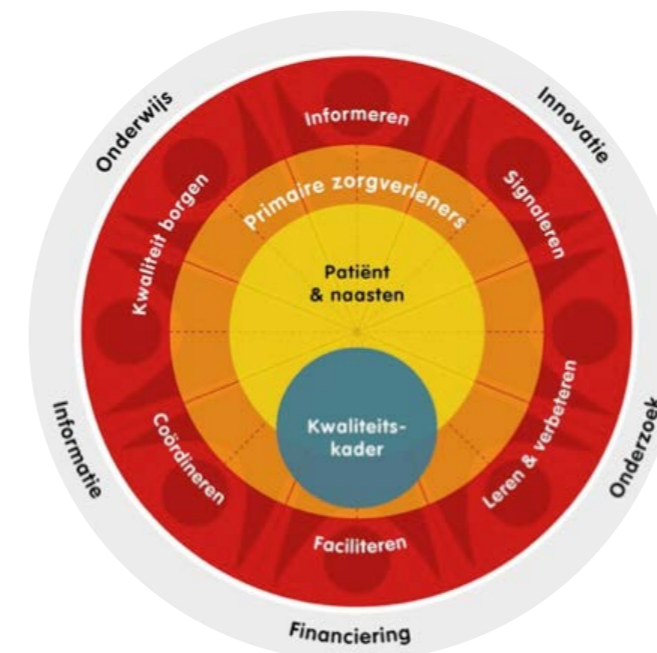 Onderwijs
Innovatie
Informeren
Kwaliteit borgen
Signaleren
Primaire zorgverleners
Patiënt
& naasten
Kwaliteits-
kader
Informatie
Coördineren
Leren & verbeteren
Onderzoek
Faciliteren
Financiering